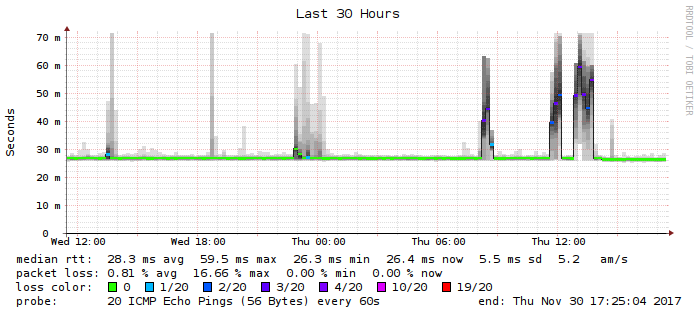 Last 30 Hours
RRDTOOL / TOBI OETIKER
Seconds
70 m
60 m
50 m
40 m
30 m
20 m
10 m
0
Wed 12:00 Wed 18:00 Thu 00:00 Thu 06:00 Thu 12:00
median rtt: 28.3 ms avg 59.5 ms max 26.3 ms min 26.4 ms now 5.5 ms sd 5.2 am/s
packet loss: 0.81 % avg 16.66 % max 0.00 % min 0.00 % now
loss color: 0 1/20 2/20 3/20 4/20 10/20 19/20
probe: 20 ICMP Echo Pings (56 Bytes) every 60s end: Thu Nov 30 17:25:04 2017